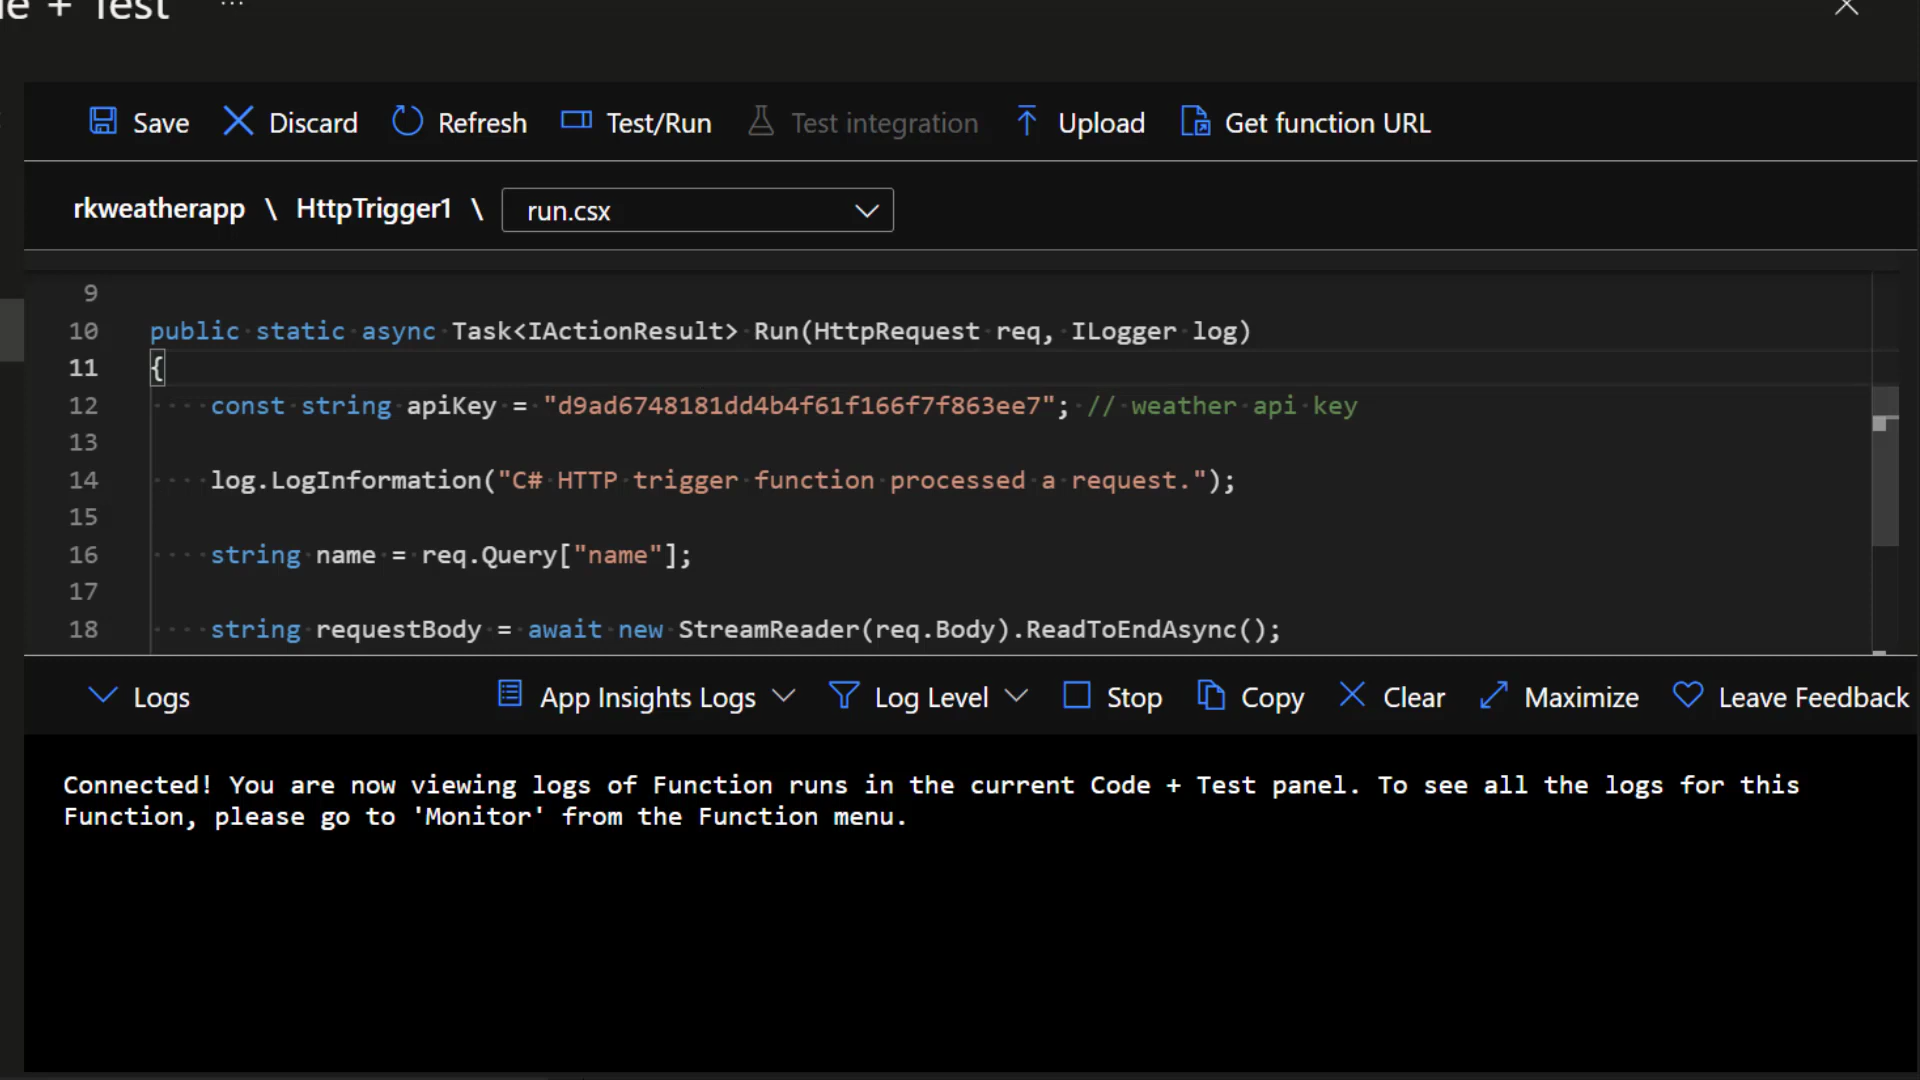 e + Test ...
Save Discard Refresh Test/Run Test integration Upload Get function URL
rkweatherapp \ HttpTrigger1 \ run.csx
9
10 public static async Task<IActionResult> Run(HttpRequest req, ILogger log)
11 {
12 const string apiKey = "d9ad6748181dd4b4f61f166f7f863ee7"; // weather api key
13
14 log.LogInformation("C# HTTP trigger function processed a request.");
15
16 string name = req.Query["name"];
17
18 string requestBody = await new StreamReader(req.Body).ReadToEndAsync();
Logs App Insights Logs Log Level Stop Copy Clear Maximize Leave Feedback
Connected! You are now viewing logs of Function runs in the current Code + Test panel. To see all the logs for this
Function, please go to 'Monitor' from the Function menu.